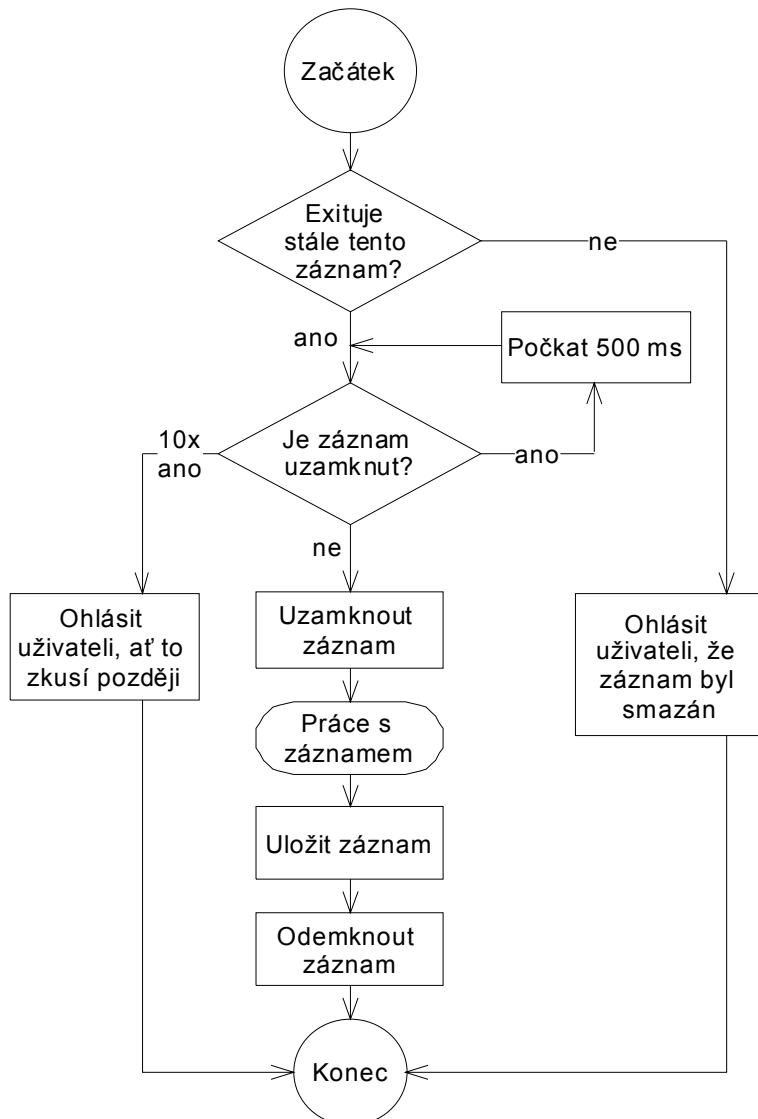 Začátek
Exituje
stále tento
záznam?
ne
ano
Počkat 500 ms
10x
ano
Je záznam
uzamknut?
ano
ne
Ohlásit
uživateli, ať to
zkusí později
Uzamknout
záznam
Ohlásit
uživateli, že
záznam byl
smazán
Práce s
záznamem
Uložit záznam
Odemknout
záznam
Konec